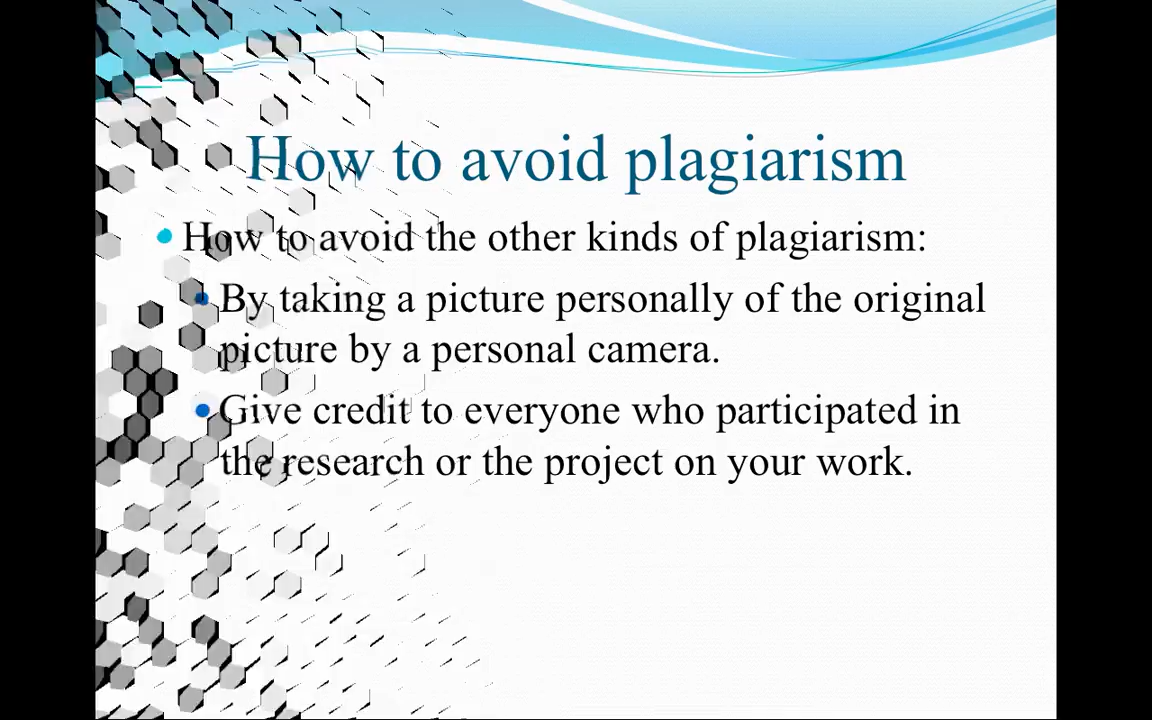 How to avoid plagiarism
How to avoid the other kinds of plagiarism:
By taking a picture personally of the original
picture by a personal camera.
Give credit to everyone who participated in
the research or the project on your work.